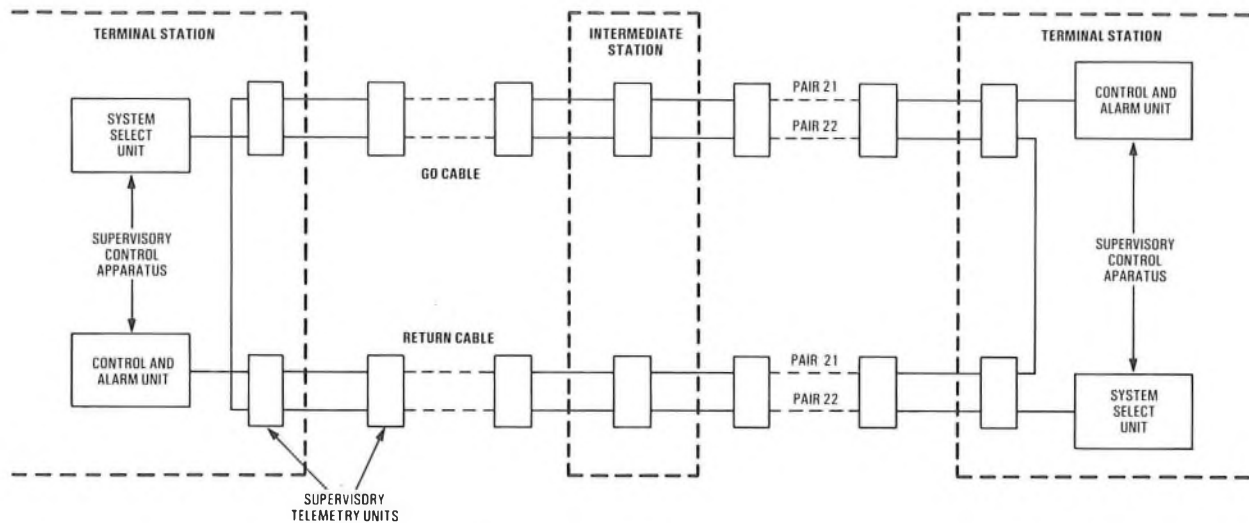 TERMINAL STATION
INTERMEDIATE
STATION
TERMINAL STATION
SYSTEM
SELECT
UNIT
PAIR 21
PAIR 22
CONTROL AND
ALARM UNIT
GO CABLE
SUPERVISORY
CONTROL
APPARATUS
SUPERVISORY
CONTROL
APPARATUS
RETURN CABLE
CONTROL AND
ALARM UNIT
PAIR 21
PAIR 22
SYSTEM
SELECT
UNIT
SUPERVISORY
TELEMETRY UNITS